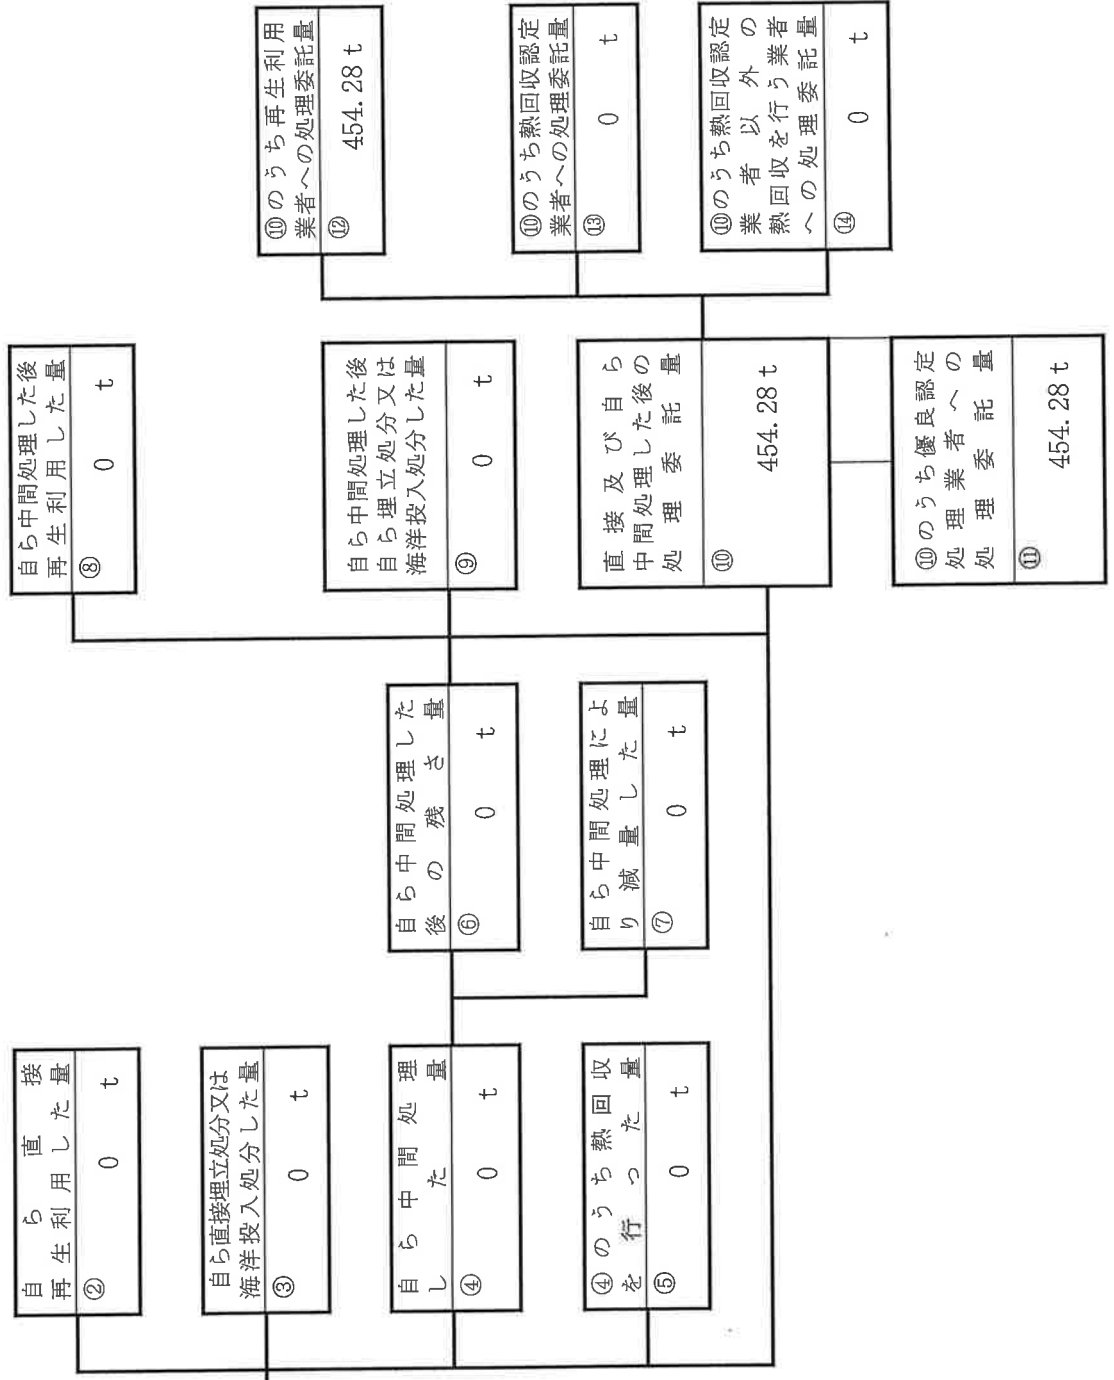 自ら直接
再生利用した量
②
0 t
自ら直接埋立処分又は
海洋投入処分した量
③
0 t
自ら中間処理
した量
④
0 t
④のうち熱回収
を行った量
⑤
0 t
自ら中間処理した
後の残さ量
⑥
0 t
自ら中間処理によ
り減量した量
⑦
0 t
自ら中間処理した後
再生利用した量
⑧
0 t
自ら中間処理した後
自ら埋立処分又は
海洋投入処分した量
⑨
0 t
直接及び自ら
中間処理した後の
処理委託量
⑩
454.28 t
⑩のうち優良認定
処理業者への
処理委託量
⑪
454.28 t
⑩のうち再生利用
業者への処理委託量
⑫
454.28 t
⑩のうち熱回収認定
業者への処理委託量
⑬
0 t
⑩のうち熱回収認定
業者以外の
熱回収を行う業者
への処理委託量
⑭
0 t